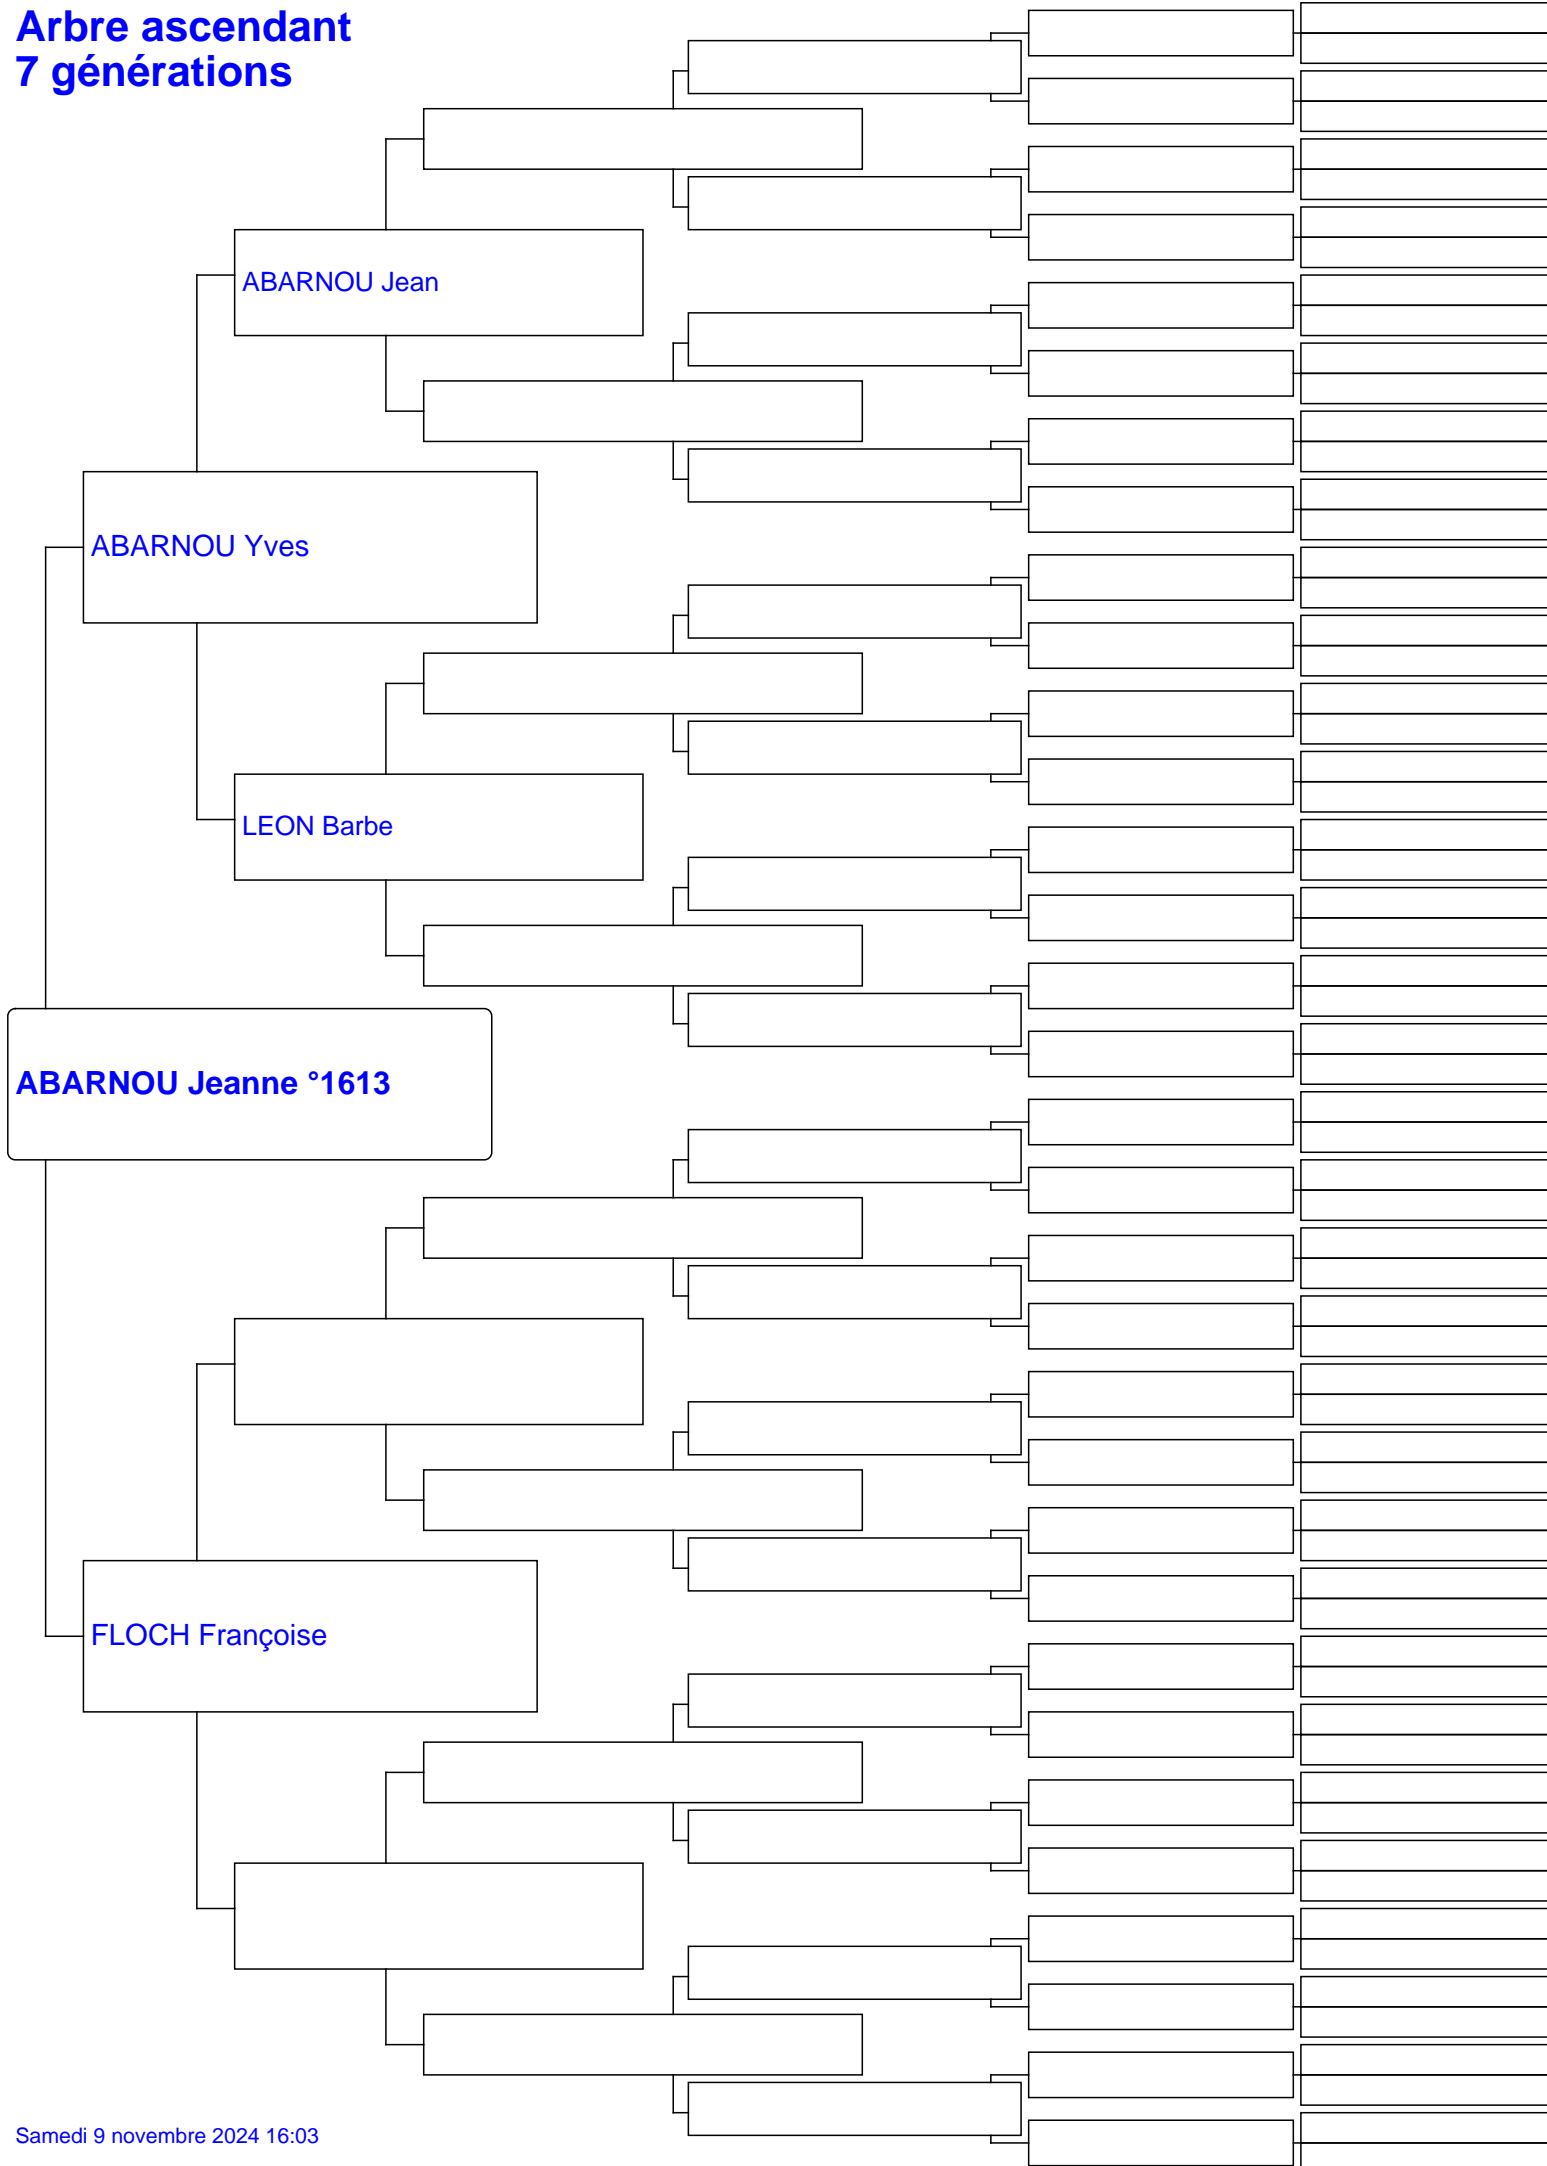 Arbre ascendant
7 générations
ABARNOU Jean
ABARNOU Yves
LEON Barbe
ABARNOU Jeanne °1613
FLOCH Françoise
Samedi 9 novembre 2024 16:03